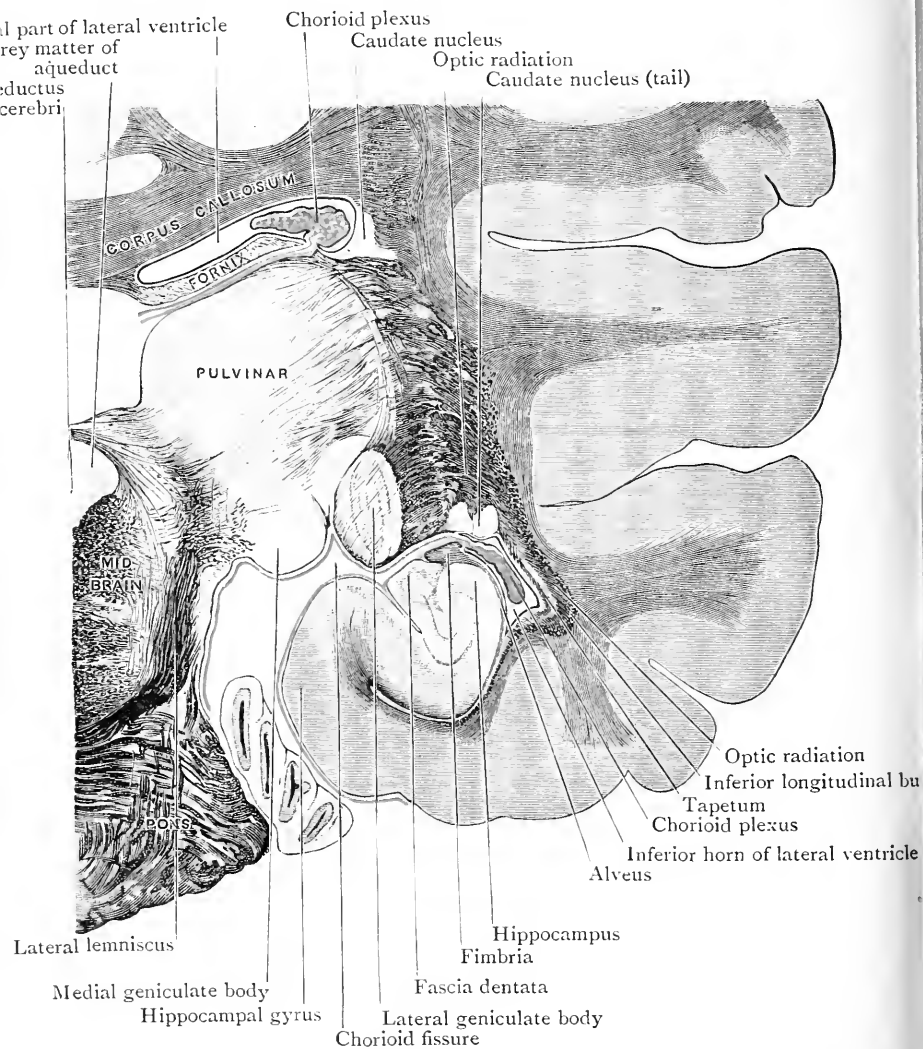 l part of lateral ventricle
rey matter of
aqueduct
eductus
cerebri
Chorioid plexus
Caudate nucleus
Optic radiation
Caudate nucleus (tail)
CORPUS CALLOSUM
FORNIX
PULVINAR
MID
BRAIN
PONS
Optic radiation
Inferior longitudinal bu
Tapetum
Chorioid plexus
Inferior horn of lateral ventricle
Alveus
Lateral lemniscus
Hippocampus
Fimbria
Medial geniculate body
Fascia dentata
Hippocampal gyrus
Lateral geniculate body
Chorioid fissure